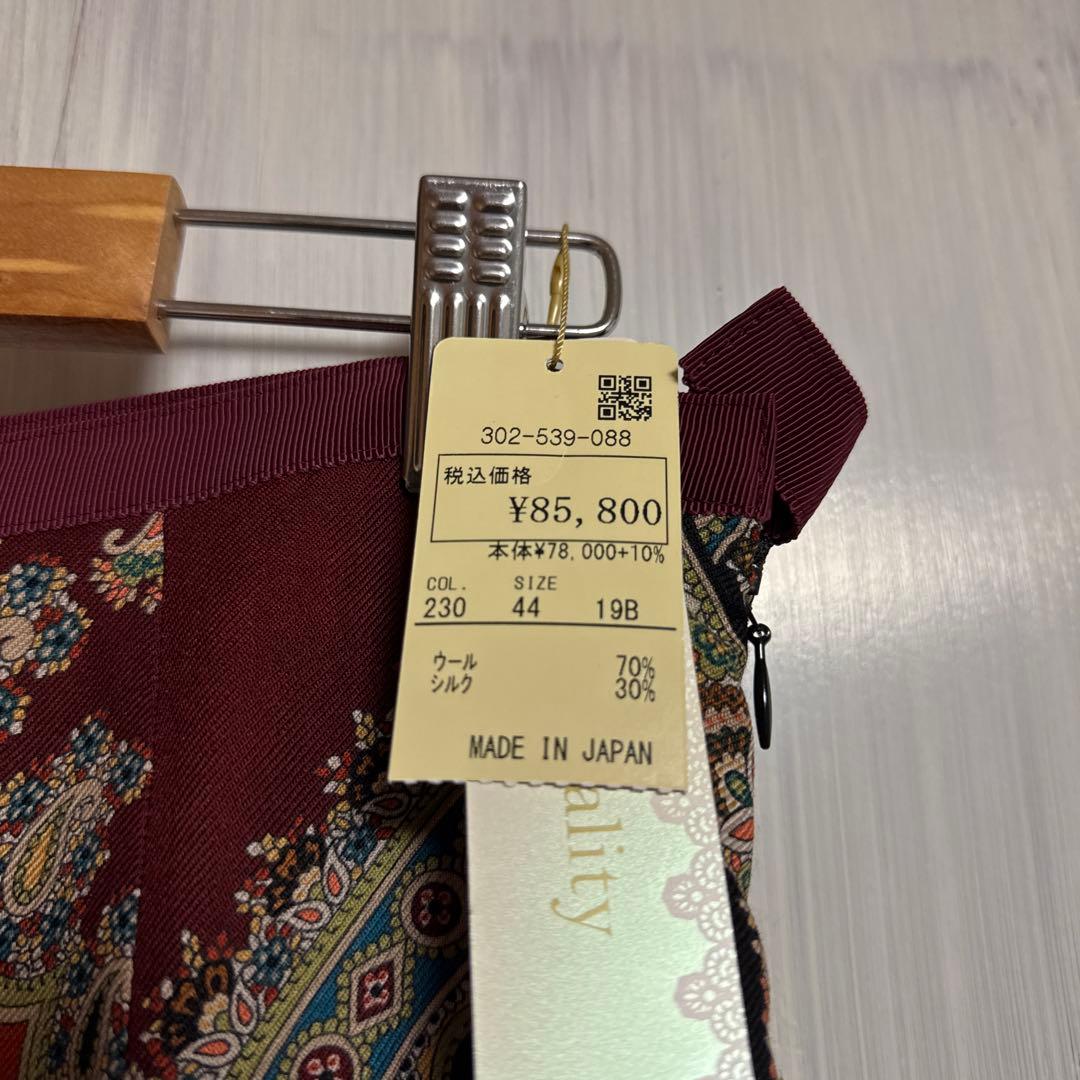 302-539-088
税込価格
¥85,800
本体¥78,000+10%
COL. SIZE
230 44 19B
ウール 70%
シルク 30%
MADE IN JAPAN
ality